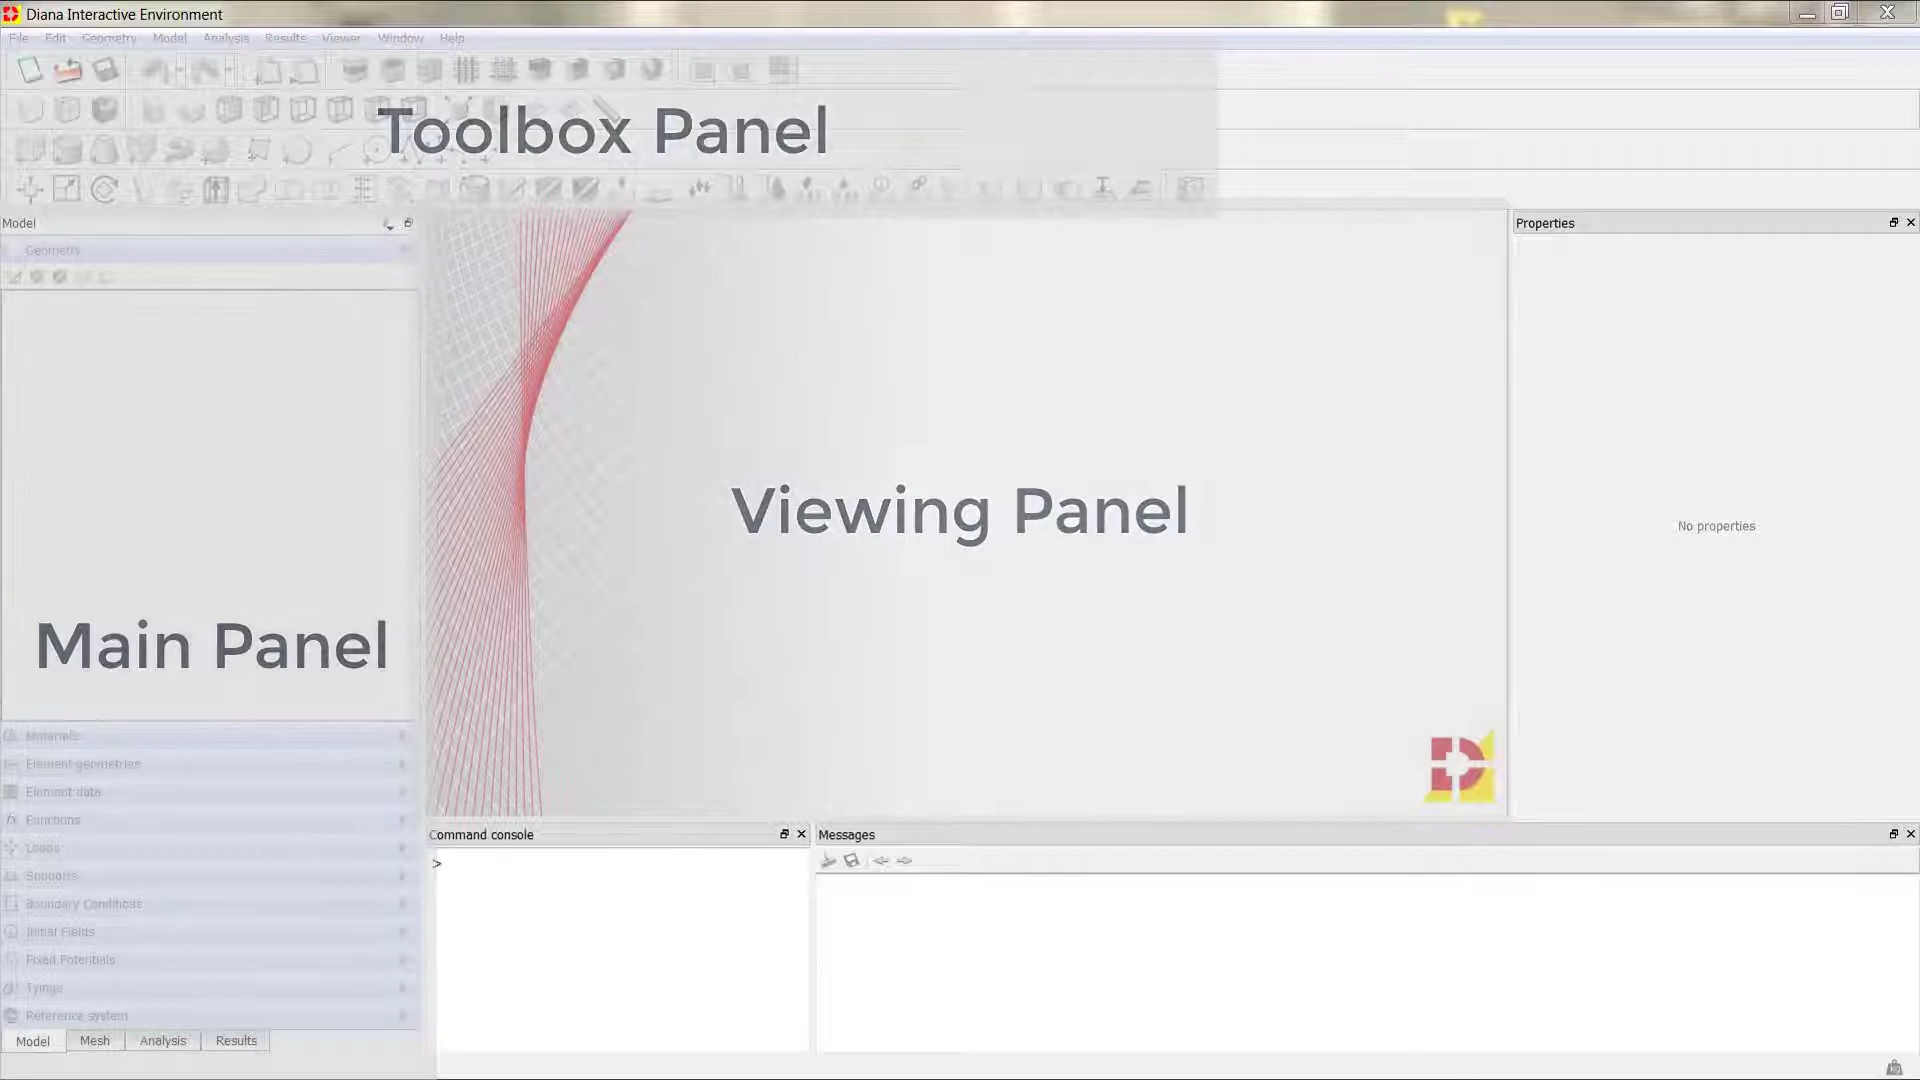 Diana Interactive Environment
File Edit Geometry Model Analysis Results Viewer Window Help
Toolbox Panel
Model
Properties
Geometry
Viewing Panel
No properties
Main Panel
Materials
Element geometries
Element data
Functions
Loads
Supports
Boundary Conditions
Initial Fields
Fixed Potentials
Tyings
Reference system
Command console
Messages
>
Model Mesh Analysis Results